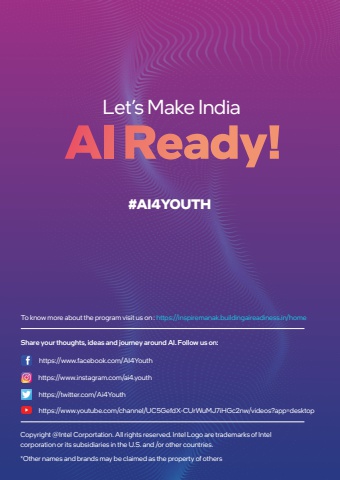 Let's Make India
AI Ready!
#AI4YOUTH
To know more about the program visit us on: https://inspiremanak.buildingaireadiness.in/home
Share your thoughts, ideas and journey around AI. Follow us on:
https://www.facebook.com/AI4Youth
https://www.instagram.com/ai4.youth
https://twitter.com/Ai4Youth
https://www.youtube.com/channel/UC5GefdX-CUrWuMJ7iHGc2nw/videos?app=desktop
Copyright @Intel Corportation. All rights reserved. Intel Logo are trademarks of Intel
corporation or its subsidiaries in the U.S. and /or other countries.
*Other names and brands may be claimed as the property of others